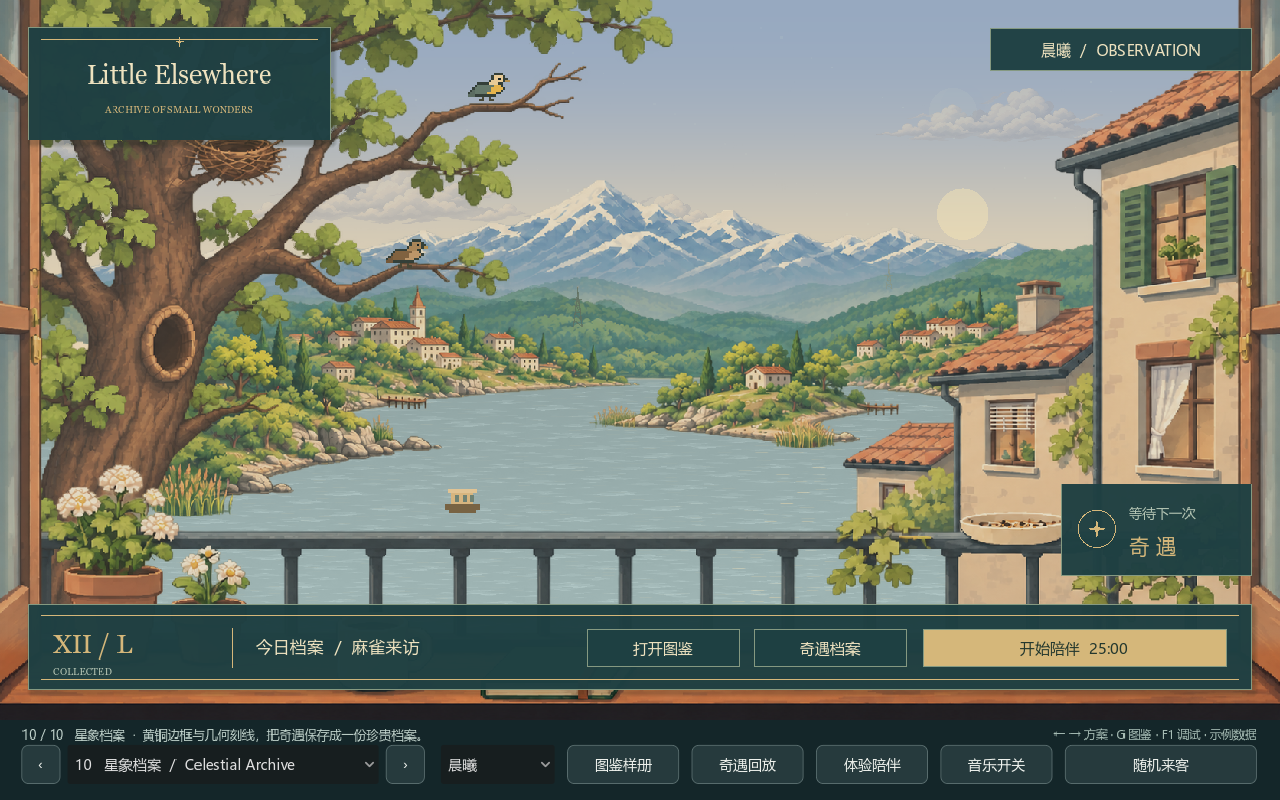 Little Elsewhere
ARCHIVE OF SMALL WONDERS
晨曦 / OBSERVATION
等待下一次
奇遇
XII / L
COLLECTED
今日档案 / 麻雀来访
打开图鉴
奇遇档案
开始陪伴 25:00
10 / 10 星象档案 · 黄铜边框与几何刻线，把奇遇保存成一份珍贵档案。
← → 方案 · G 图鉴 · F1 调试 · 示例数据
‹
10 星象档案 / Celestial Archive
›
晨曦
图鉴样册
奇遇回放
体验陪伴
音乐开关
随机来客